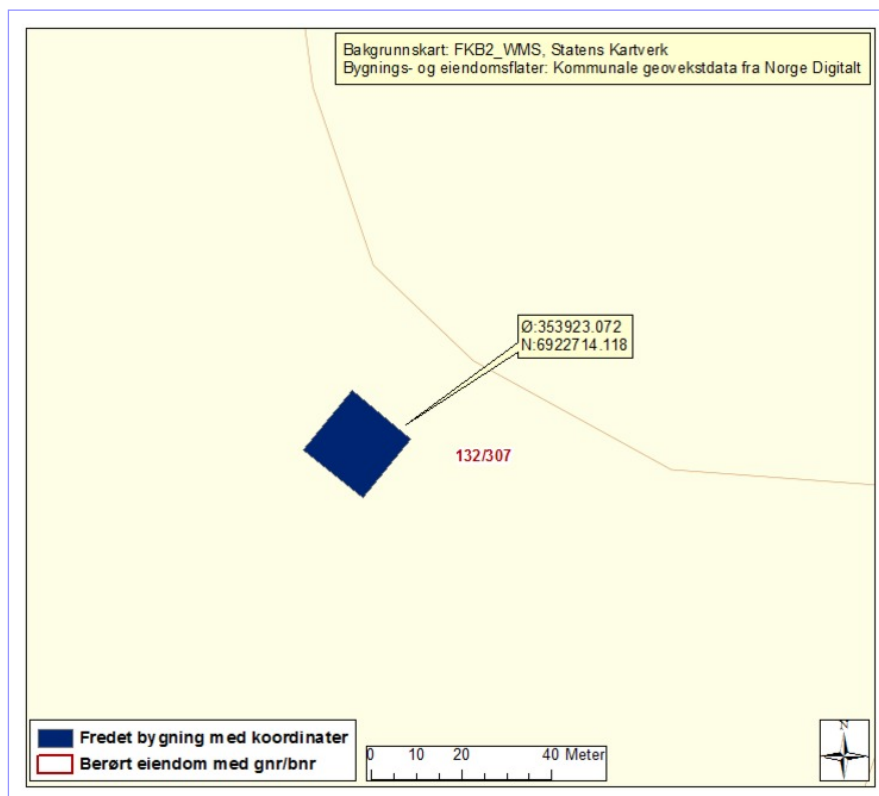 Bakgrunnskart: FKB2_WMS, Statens Kartverk
Bygnings- og eiendomsflater: Kommunale geovekstdata fra Norge Digitalt
Ø:353923.072
N:6922714.118
132/307
Fredet bygning med koordinater
Berørt eiendom med gnr/bnr
0 10 20 40 Meter
N